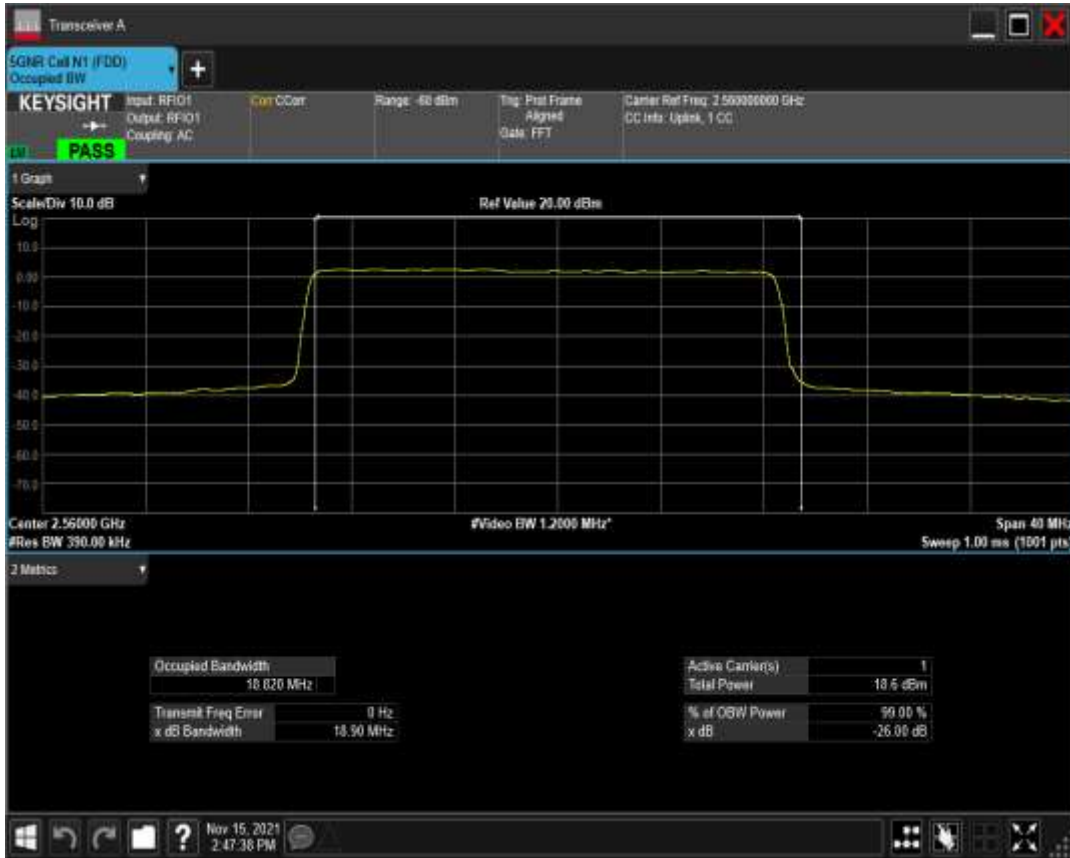 Transceiver A
5GNR Cell N1 (FDD)
Occupied BW
KEYSIGHT
Input: RFIO1
Output: RFIO1
Coupling: AC
Corr CCorr
Range: -60 dBm
Trig: Prot Frame
Aligned
Gate: FFT
Carrier Ref Freq: 2.560000000 GHz
CC Info: Uplink, 1 CC
PASS
1 Graph
Scale/Div 10.0 dB
Ref Value 20.00 dBm
Log
10.0
0.00
-10.0
-20.0
-30.0
-40.0
-50.0
-60.0
-70.0
Center 2.56000 GHz
#Video BW 1.2000 MHz*
Span 40 MHz
#Res BW 390.00 kHz
Sweep 1.00 ms (1001 pts)
2 Metrics
Occupied Bandwidth
18.820 MHz
Transmit Freq Error 0 Hz
x dB Bandwidth 18.90 MHz
Active Carrier(s) 1
Total Power 18.6 dBm
% of OBW Power 99.00 %
x dB -26.00 dB
?
Nov 15, 2021
2:47:38 PM